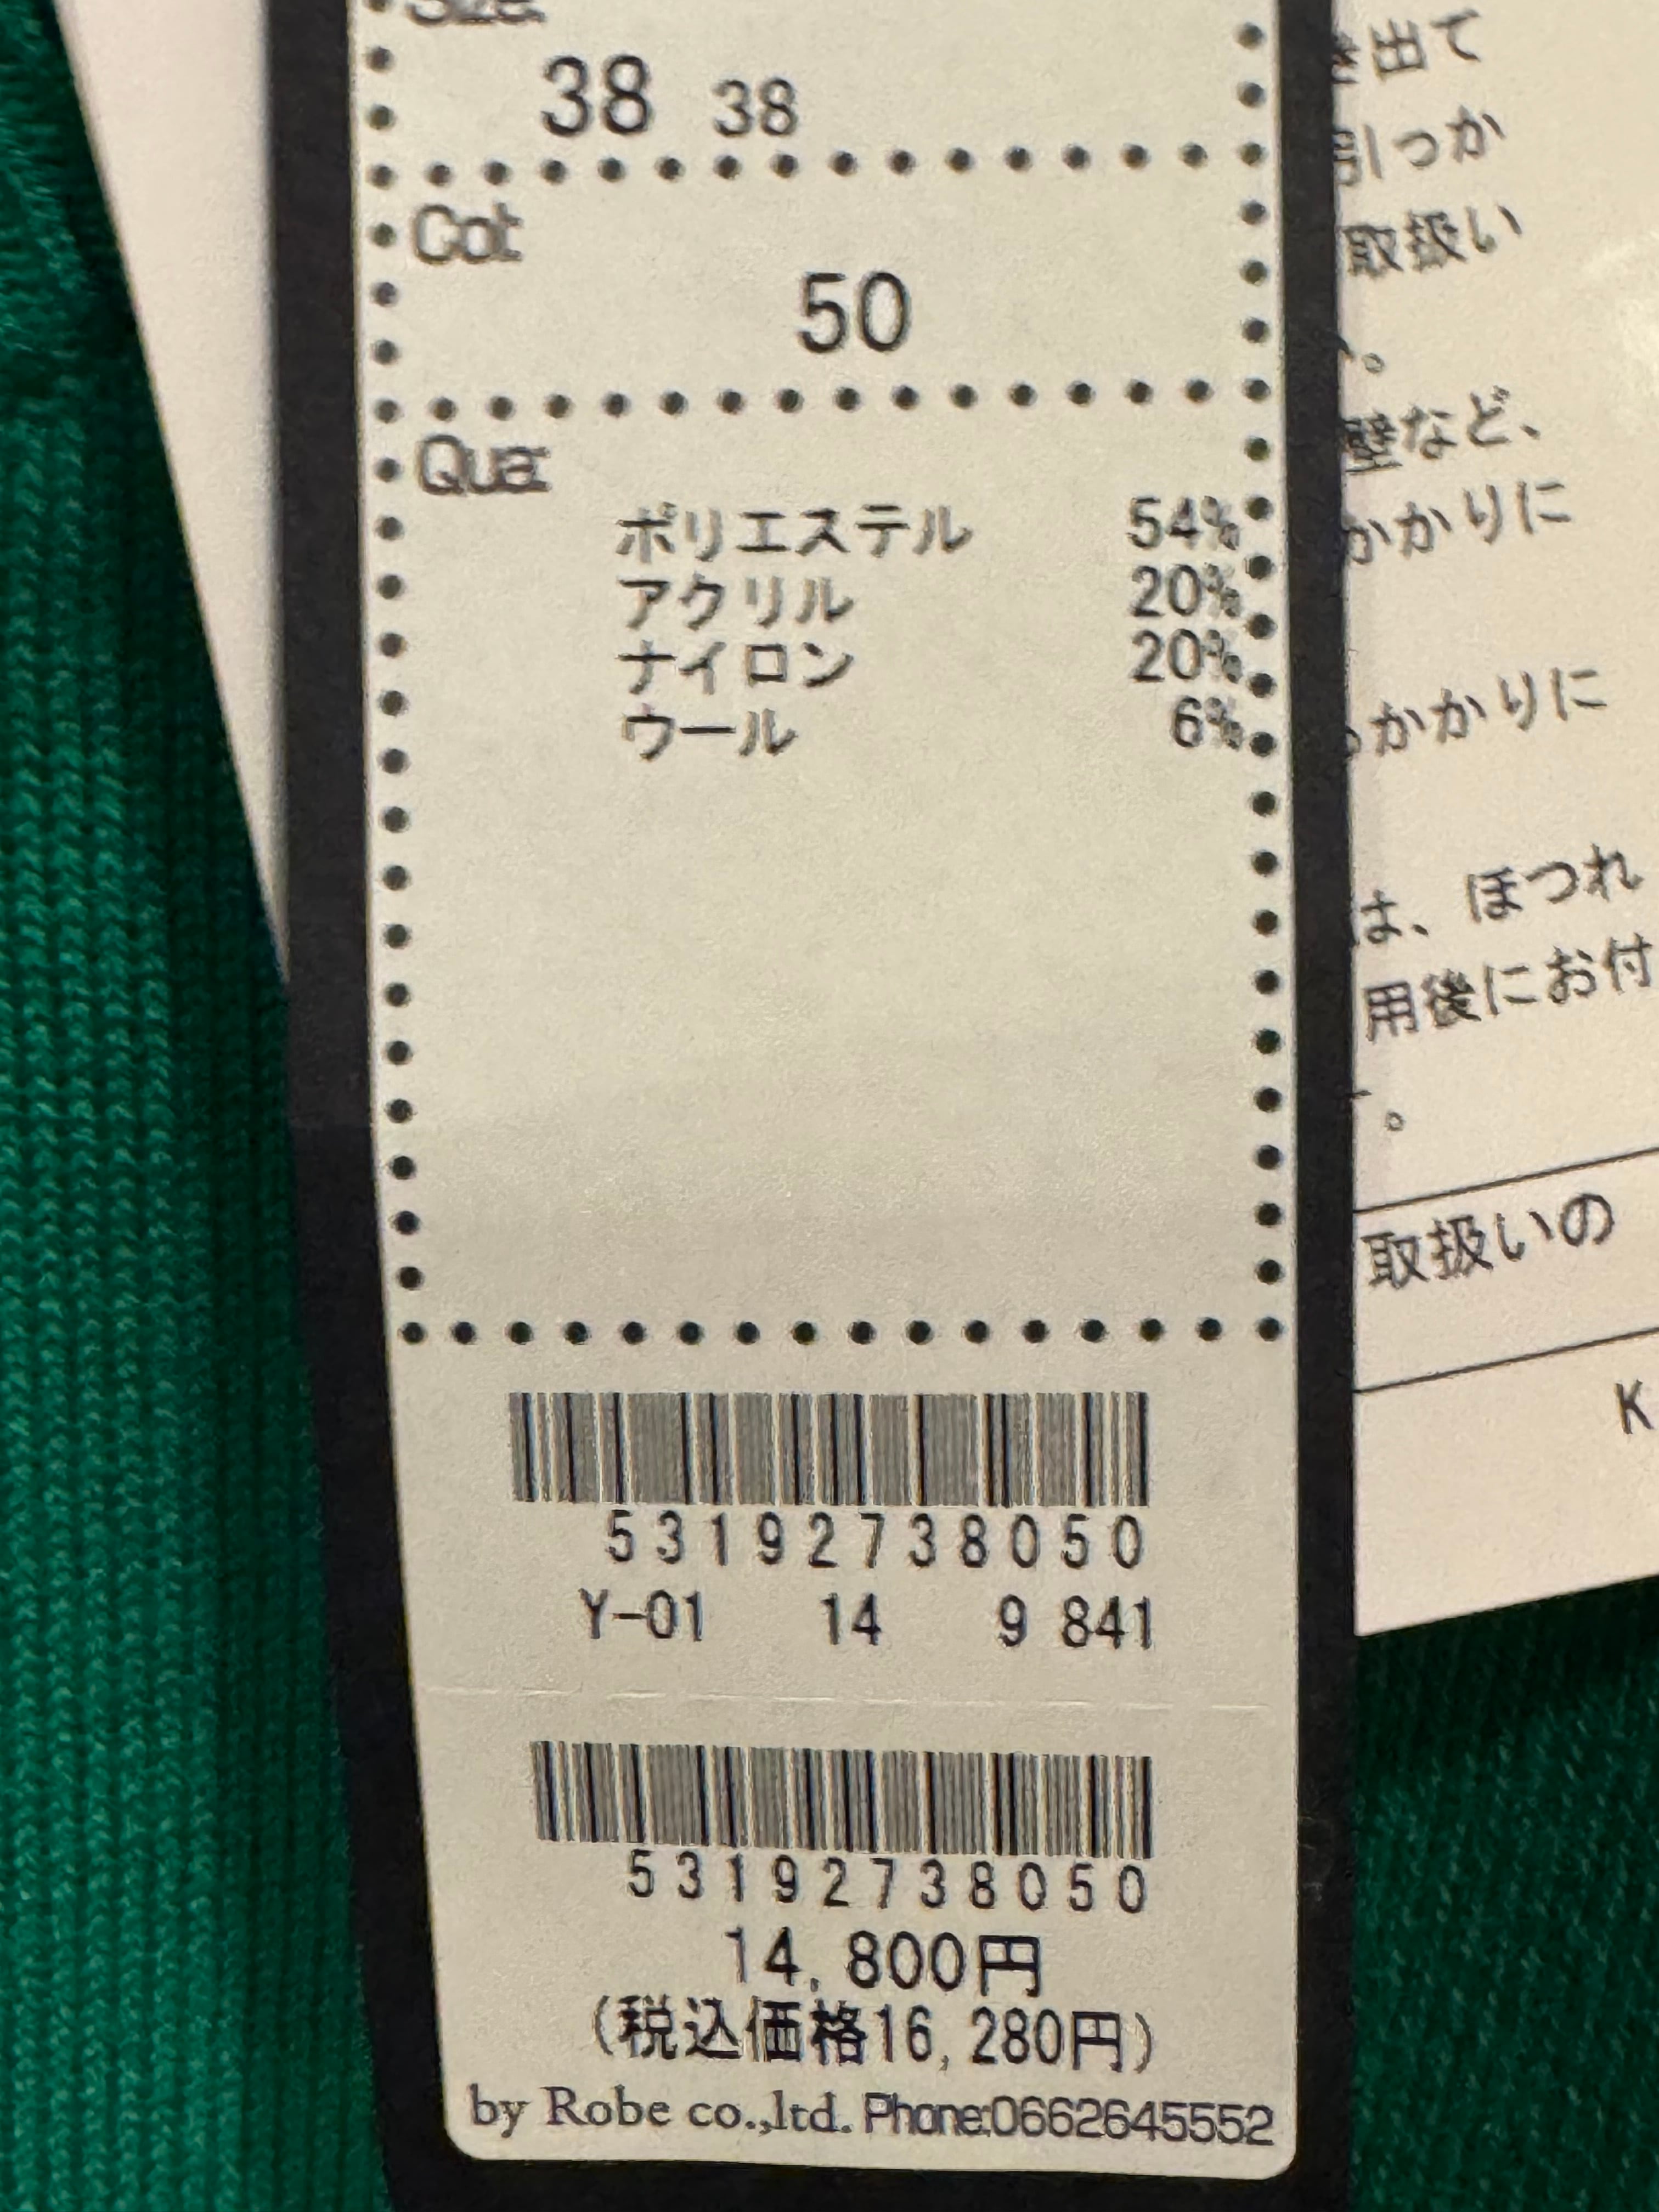 Size
38 38
Col:
50
Qua:
ポリエステル 54%
アクリル 20%
ナイロン 20%
ウール 6%
53192738050
Y-01 14 9 841
53192738050
14,800円
(税込価格16,280円)
by Robe co.,ltd. Phone:0662645552
出て
引っか
取扱い
。
壁など、
かかりに
かかりに
は、ほつれ
用後にお付
。
取扱いの
K